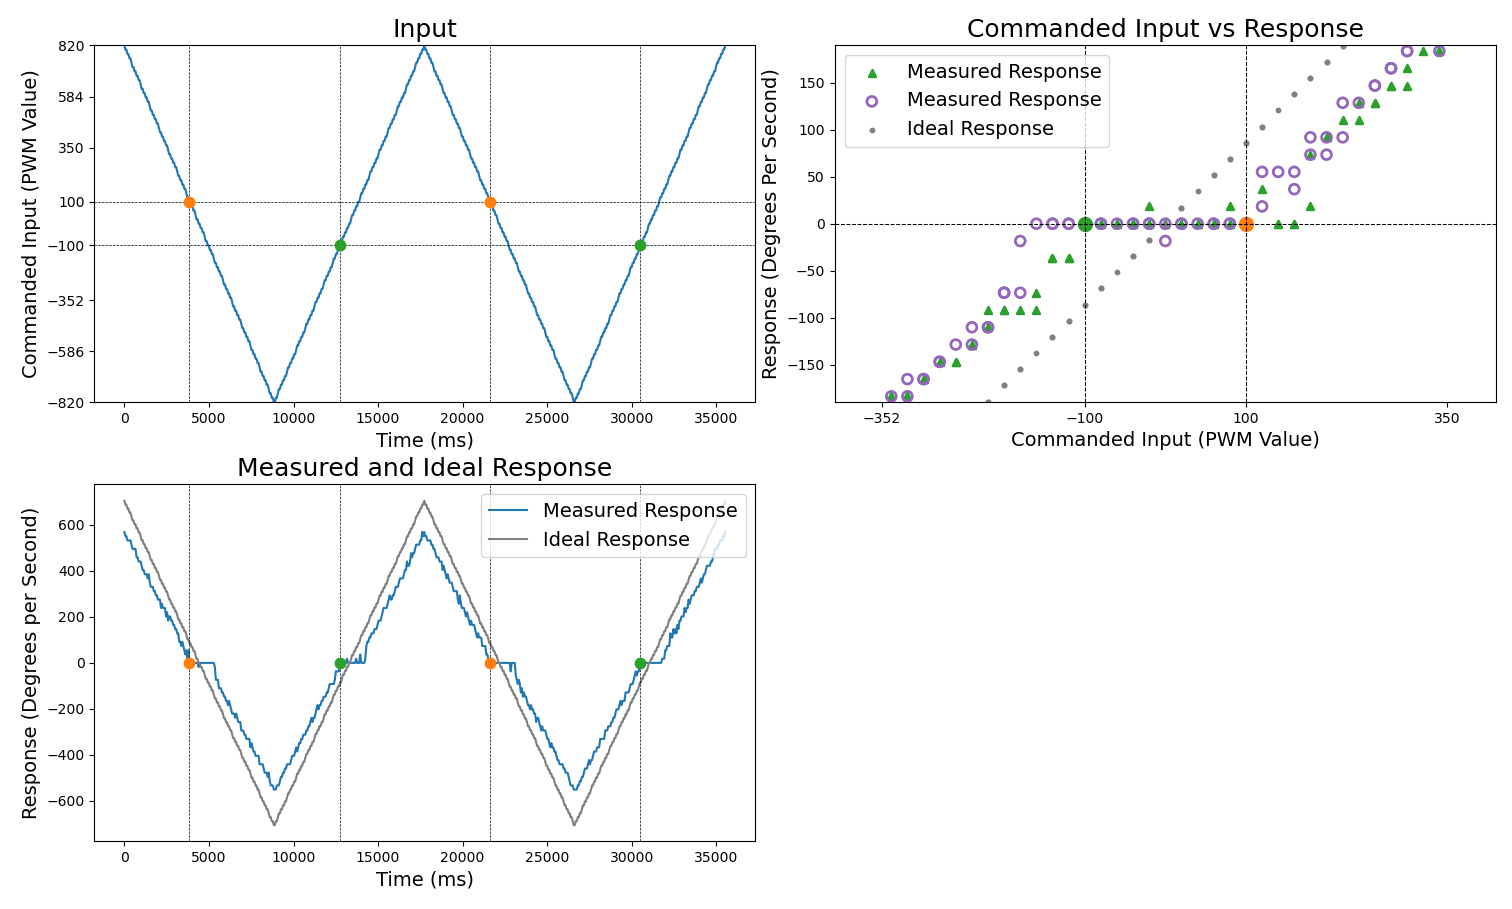 Input
820
584
350
100
−100
−352
−586
−820
Commanded Input (PWM Value)
0 5000 10000 15000 20000 25000 30000 35000
Time (ms)
Commanded Input vs Response
Measured Response
Measured Response
Ideal Response
150
100
50
0
−50
−100
−150
Response (Degrees Per Second)
−352 −100 100 350
Commanded Input (PWM Value)
Measured and Ideal Response
Measured Response
Ideal Response
600
400
200
0
−200
−400
−600
Response (Degrees per Second)
0 5000 10000 15000 20000 25000 30000 35000
Time (ms)